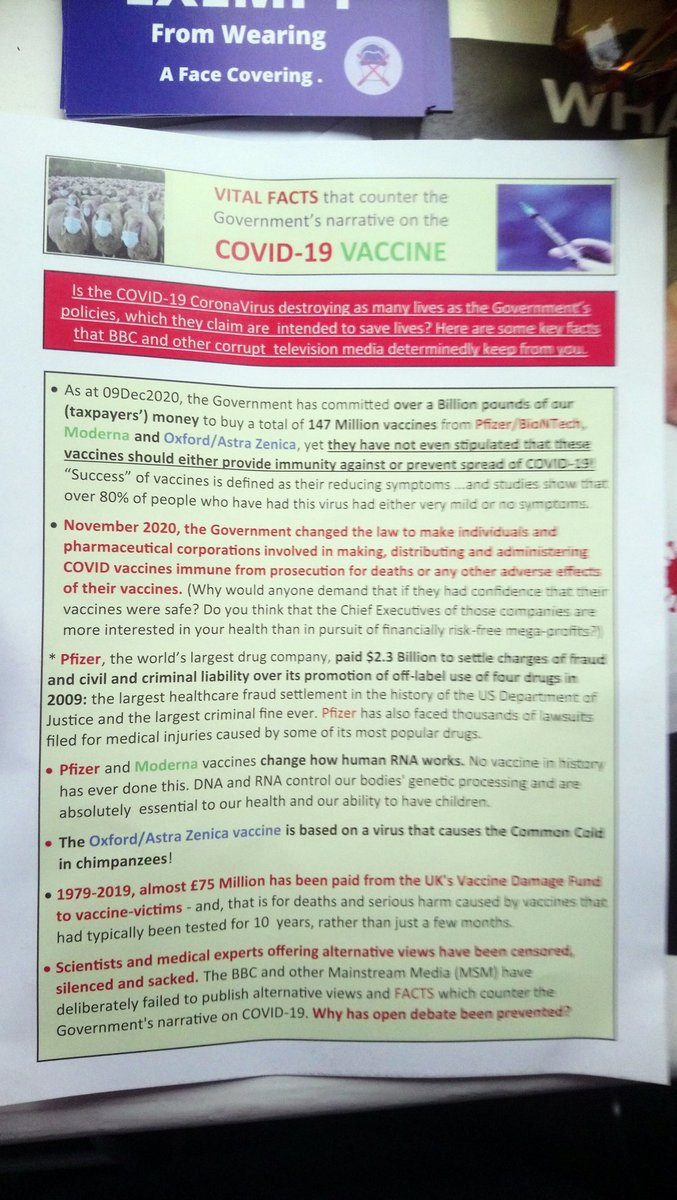 From Wearing
A Face Covering .
WHA
VITAL FACTS that counter the
Government's narrative on the
COVID-19 VACCINE
Is the COVID-19 CoronaVirus destroying as many lives as the Government's
policies, which they claim are intended to save lives? Here are some key facts
that BBC and other corrupt television media determinedly keep from you.
• As at 09Dec2020, the Government has committed over a Billion pounds of our
(taxpayers') money to buy a total of 147 Million vaccines from Pfizer/BioNTech,
Moderna and Oxford/Astra Zenica, yet they have not even stipulated that these
vaccines should either provide immunity against or prevent spread of COVID-19!
"Success" of vaccines is defined as their reducing symptoms ...and studies show that
over 80% of people who have had this virus had either very mild or no symptoms.
• November 2020, the Government changed the law to make individuals and
pharmaceutical corporations involved in making, distributing and administering
COVID vaccines immune from prosecution for deaths or any other adverse effects
of their vaccines. (Why would anyone demand that if they had confidence that their
vaccines were safe? Do you think that the Chief Executives of those companies are
more interested in your health than in pursuit of financially risk-free mega-profits?)
* Pfizer, the world's largest drug company, paid $2.3 Billion to settle charges of fraud
and civil and criminal liability over its promotion of off-label use of four drugs in
2009: the largest healthcare fraud settlement in the history of the US Department of
Justice and the largest criminal fine ever. Pfizer has also faced thousands of lawsuits
filed for medical injuries caused by some of its most popular drugs.
• Pfizer and Moderna vaccines change how human RNA works. No vaccine in history
has ever done this. DNA and RNA control our bodies' genetic processing and are
absolutely essential to our health and our ability to have children.
• The Oxford/Astra Zenica vaccine is based on a virus that causes the Common Cold
in chimpanzees!
• 1979-2019, almost £75 Million has been paid from the UK's Vaccine Damage Fund
to vaccine-victims - and, that is for deaths and serious harm caused by vaccines that
had typically been tested for 10 years, rather than just a few months.
• Scientists and medical experts offering alternative views have been censored,
silenced and sacked. The BBC and other Mainstream Media (MSM) have
deliberately failed to publish alternative views and FACTS which counter the
Government's narrative on COVID-19. Why has open debate been prevented?